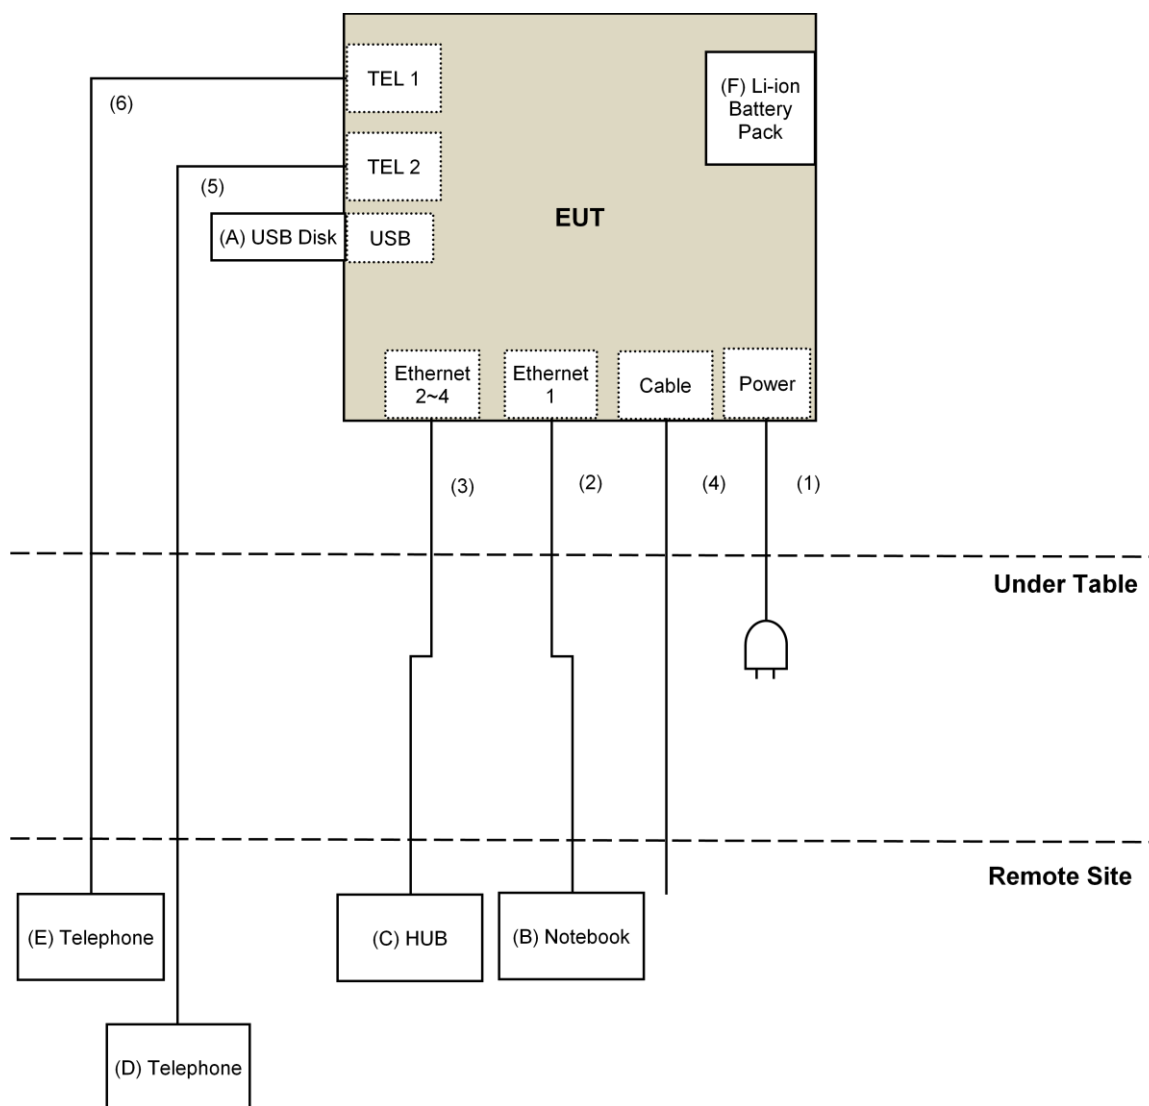 TEL 1
(F) Li-ion
Battery
Pack
(6)
TEL 2
(5)
(A) USB Disk
USB
EUT
Ethernet
2~4
Ethernet
1
Cable
Power
(3)
(2)
(4)
(1)
Under Table
Remote Site
(E) Telephone
(C) HUB
(B) Notebook
(D) Telephone